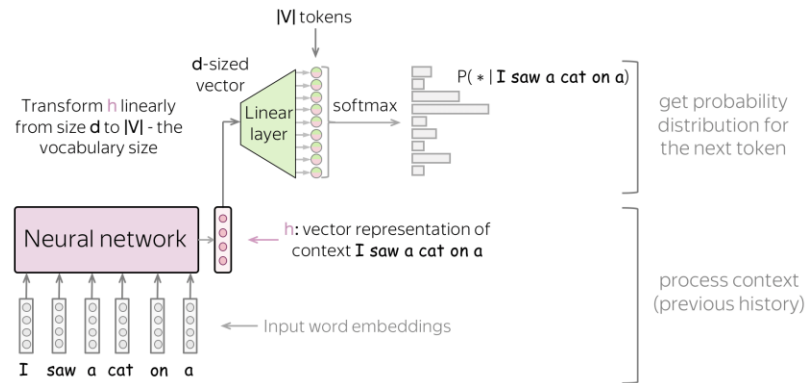 |V| tokens
d-sized
vector
Transform h linearly
from size d to |V| - the
vocabulary size
Linear
layer
softmax
P( * | I saw a cat on a)
get probability
distribution for
the next token
Neural network
h: vector representation of
context I saw a cat on a
process context
(previous history)
Input word embeddings
I saw a cat on a